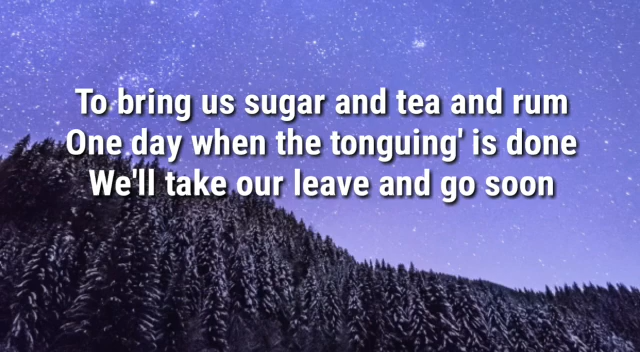 To bring us sugar and tea and rum
One day when the tonguing' is done
We'll take our leave and go soon